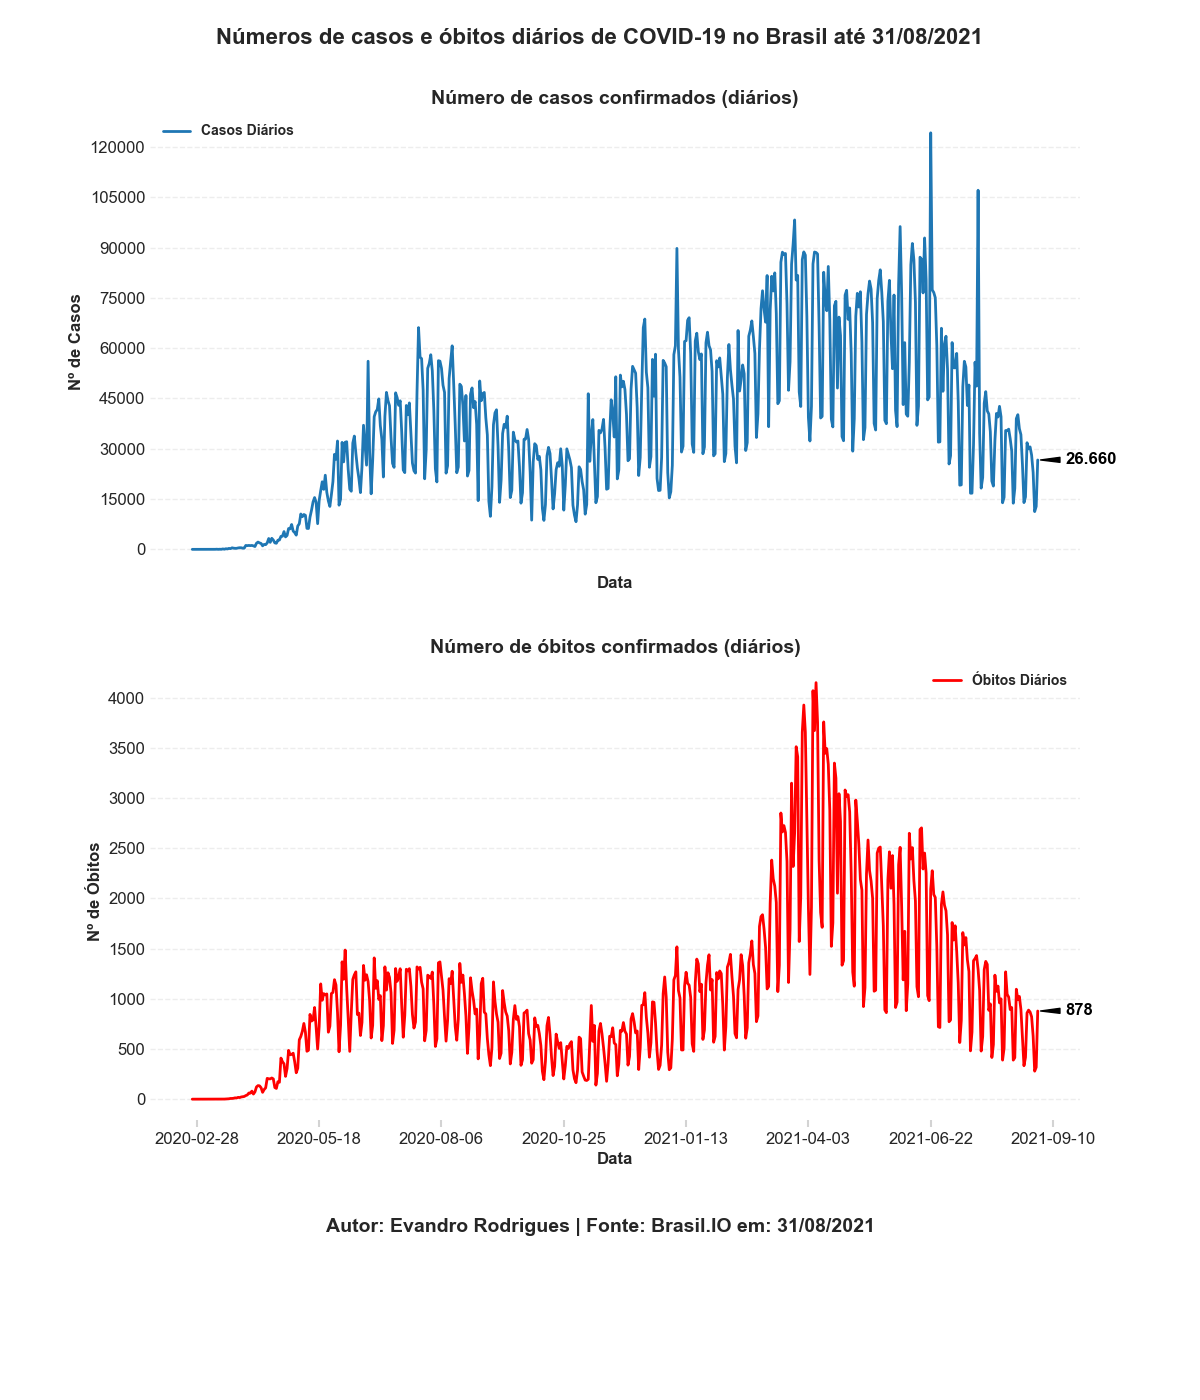 Números de casos e óbitos diários de COVID-19 no Brasil até 31/08/2021
Número de casos confirmados (diários)
Casos Diários
120000
105000
90000
75000
60000
45000
30000
15000
0
Nº de Casos
26.660
Data
Número de óbitos confirmados (diários)
Óbitos Diários
4000
3500
3000
2500
2000
1500
1000
500
0
Nº de Óbitos
878
2020-02-28 2020-05-18 2020-08-06 2020-10-25 2021-01-13 2021-04-03 2021-06-22 2021-09-10
Data
Autor: Evandro Rodrigues | Fonte: Brasil.IO em: 31/08/2021